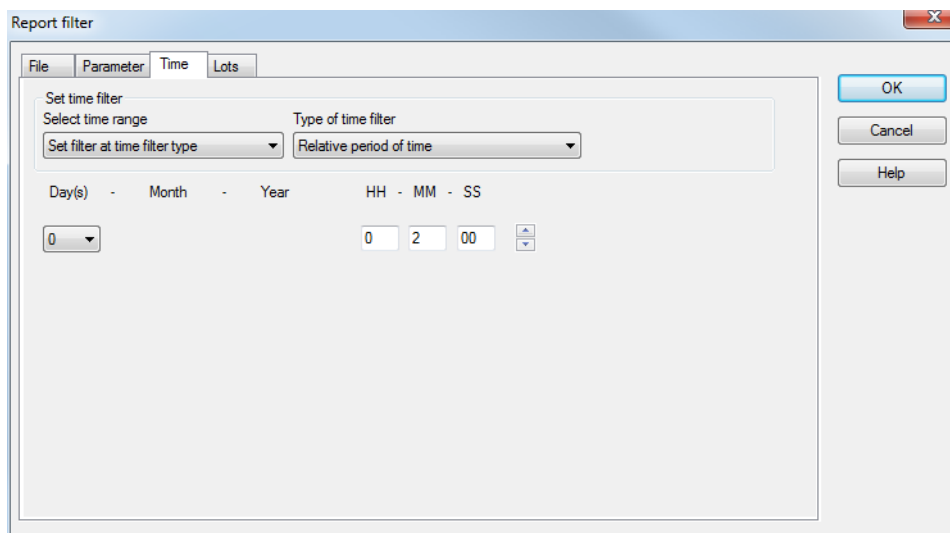 Report filter
File Parameter Time Lots
Set time filter
Select time range Type of time filter
Set filter at time filter type Relative period of time
Day(s) - Month - Year HH - MM - SS
0 0 2 00
OK
Cancel
Help